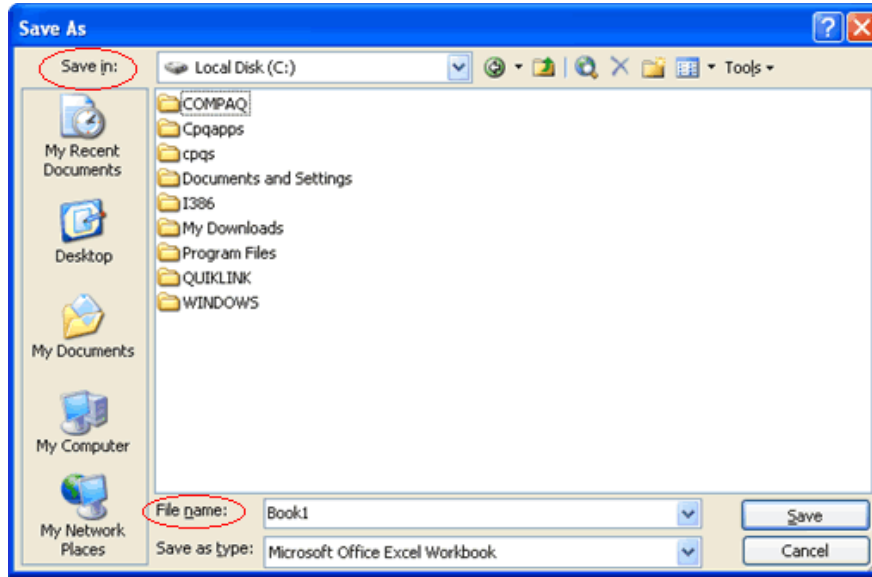 Save As
Save in:
Local Disk (C:)
Tools
My Recent
Documents
Desktop
My Documents
My Computer
My Network
Places
COMPAQ
Cpqapps
cpqs
Documents and Settings
I386
My Downloads
Program Files
QUIKLINK
WINDOWS
File name:
Book1
Save
Save as type:
Microsoft Office Excel Workbook
Cancel